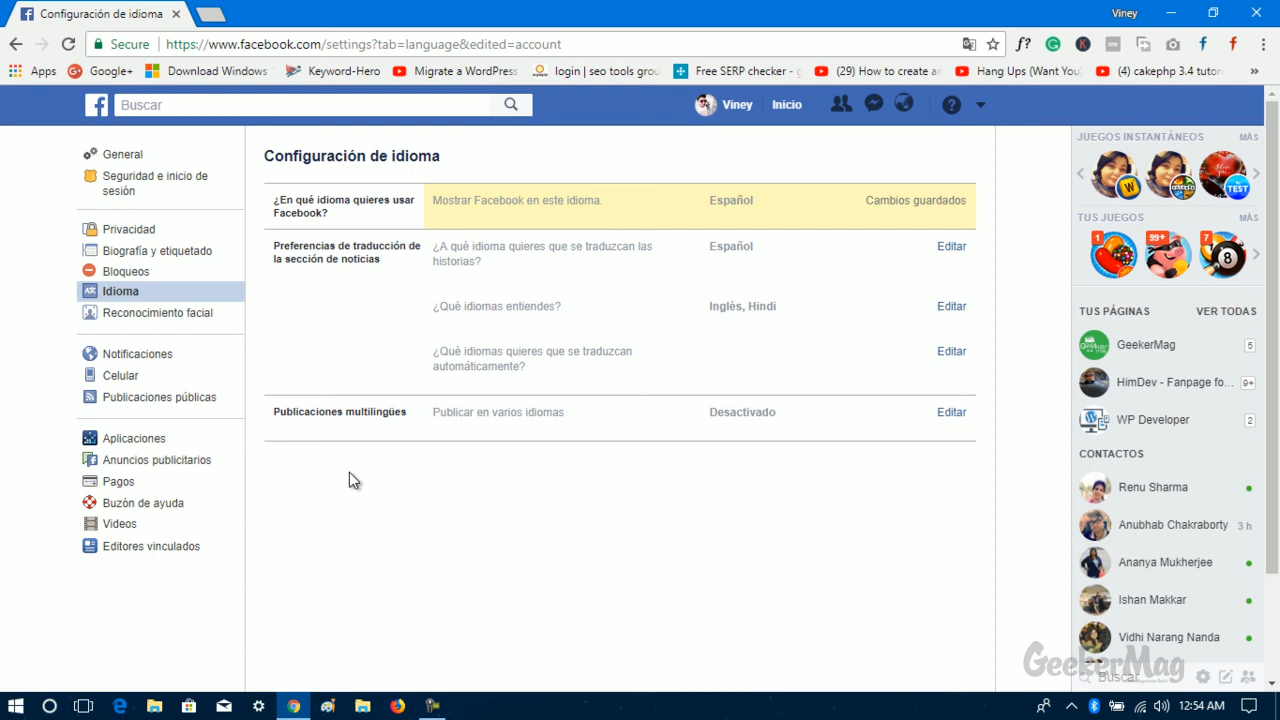 Configuración de idioma
Viney
Secure
https://www.facebook.com/settings?tab=language&edited=account
Apps
Google+
Download Windows
Keyword-Hero
Migrate a WordPress
login | seo tools grou
Free SERP checker -
(29) How to create ar
Hang Ups (Want You)
(4) cakephp 3.4 tutor
Buscar
Viney
Inicio
General
Seguridad e inicio de
sesión
Privacidad
Biografía y etiquetado
Bloqueos
Idioma
Reconocimiento facial
Notificaciones
Celular
Publicaciones públicas
Aplicaciones
Anuncios publicitarios
Pagos
Buzón de ayuda
Videos
Editores vinculados
Configuración de idioma
¿En qué idioma quieres usar
Facebook?
Mostrar Facebook en este idioma.
Español
Cambios guardados
Preferencias de traducción de
la sección de noticias
¿A qué idioma quieres que se traduzcan las
historias?
Español
Editar
¿Qué idiomas entiendes?
Inglés, Hindi
Editar
¿Qué idiomas quieres que se traduzcan
automáticamente?
Editar
Publicaciones multilingües
Publicar en varios idiomas
Desactivado
Editar
JUEGOS INSTANTÁNEOS
MÁS
W
TEST
TUS JUEGOS
MÁS
1
99+
7
8
TUS PÁGINAS
VER TODAS
GeekerMag
5
HimDev - Fanpage fo...
9+
WP Developer
2
CONTACTOS
Renu Sharma
Anubhab Chakraborty
3 h
Ananya Mukherjee
Ishan Makkar
Vidhi Narang Nanda
GeekerMag
Buscar
12:54 AM